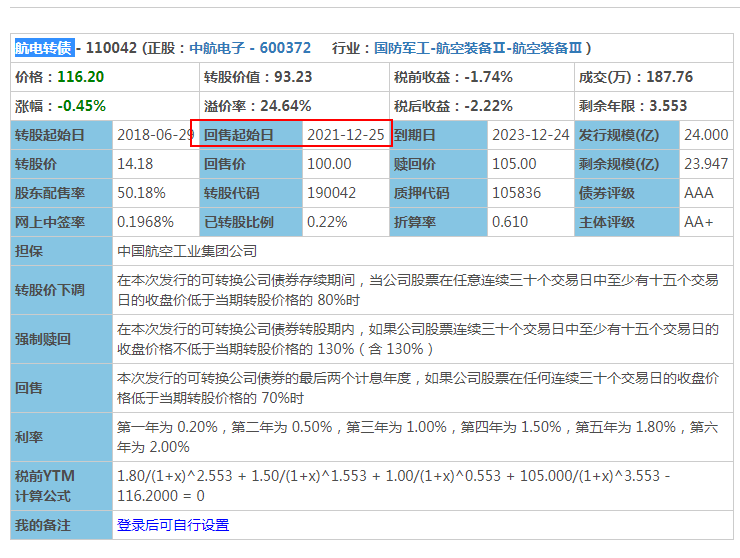 航电转债 - 110042 (正股：中航电子 - 600372 行业：国防军工-航空装备Ⅱ-航空装备Ⅲ )
价格：116.20 转股价值：93.23 税前收益：-1.74% 成交(万)：187.76
涨幅：-0.45% 溢价率：24.64% 税后收益：-2.22% 剩余年限：3.553
转股起始日 2018-06-29 回售起始日 2021-12-25 到期日 2023-12-24 发行规模(亿) 24.000
转股价 14.18 回售价 100.00 赎回价 105.00 剩余规模(亿) 23.947
股东配售率 50.18% 转股代码 190042 质押代码 105836 债券评级 AAA
网上中签率 0.1968% 已转股比例 0.22% 折算率 0.610 主体评级 AA+
担保 中国航空工业集团公司
转股价下调 在本次发行的可转换公司债券存续期间，当公司股票在任意连续三十个交易日中至少有十五个交易
日的收盘价低于当期转股价格的 80%时
强制赎回 在本次发行的可转换公司债券转股期内，如果公司股票连续三十个交易日中至少有十五个交易日的
收盘价格不低于当期转股价格的 130%（含 130%）
回售 本次发行的可转换公司债券的最后两个计息年度，如果公司股票在任何连续三十个交易日的收盘价
格低于当期转股价格的 70%时
利率 第一年为 0.20%，第二年为 0.50%，第三年为 1.00%，第四年为 1.50%，第五年为 1.80%，第六
年为 2.00%
税前YTM 1.80/(1+x)^2.553 + 1.50/(1+x)^1.553 + 1.00/(1+x)^0.553 + 105.000/(1+x)^3.553 -
计算公式 116.2000 = 0
我的备注 登录后可自行设置